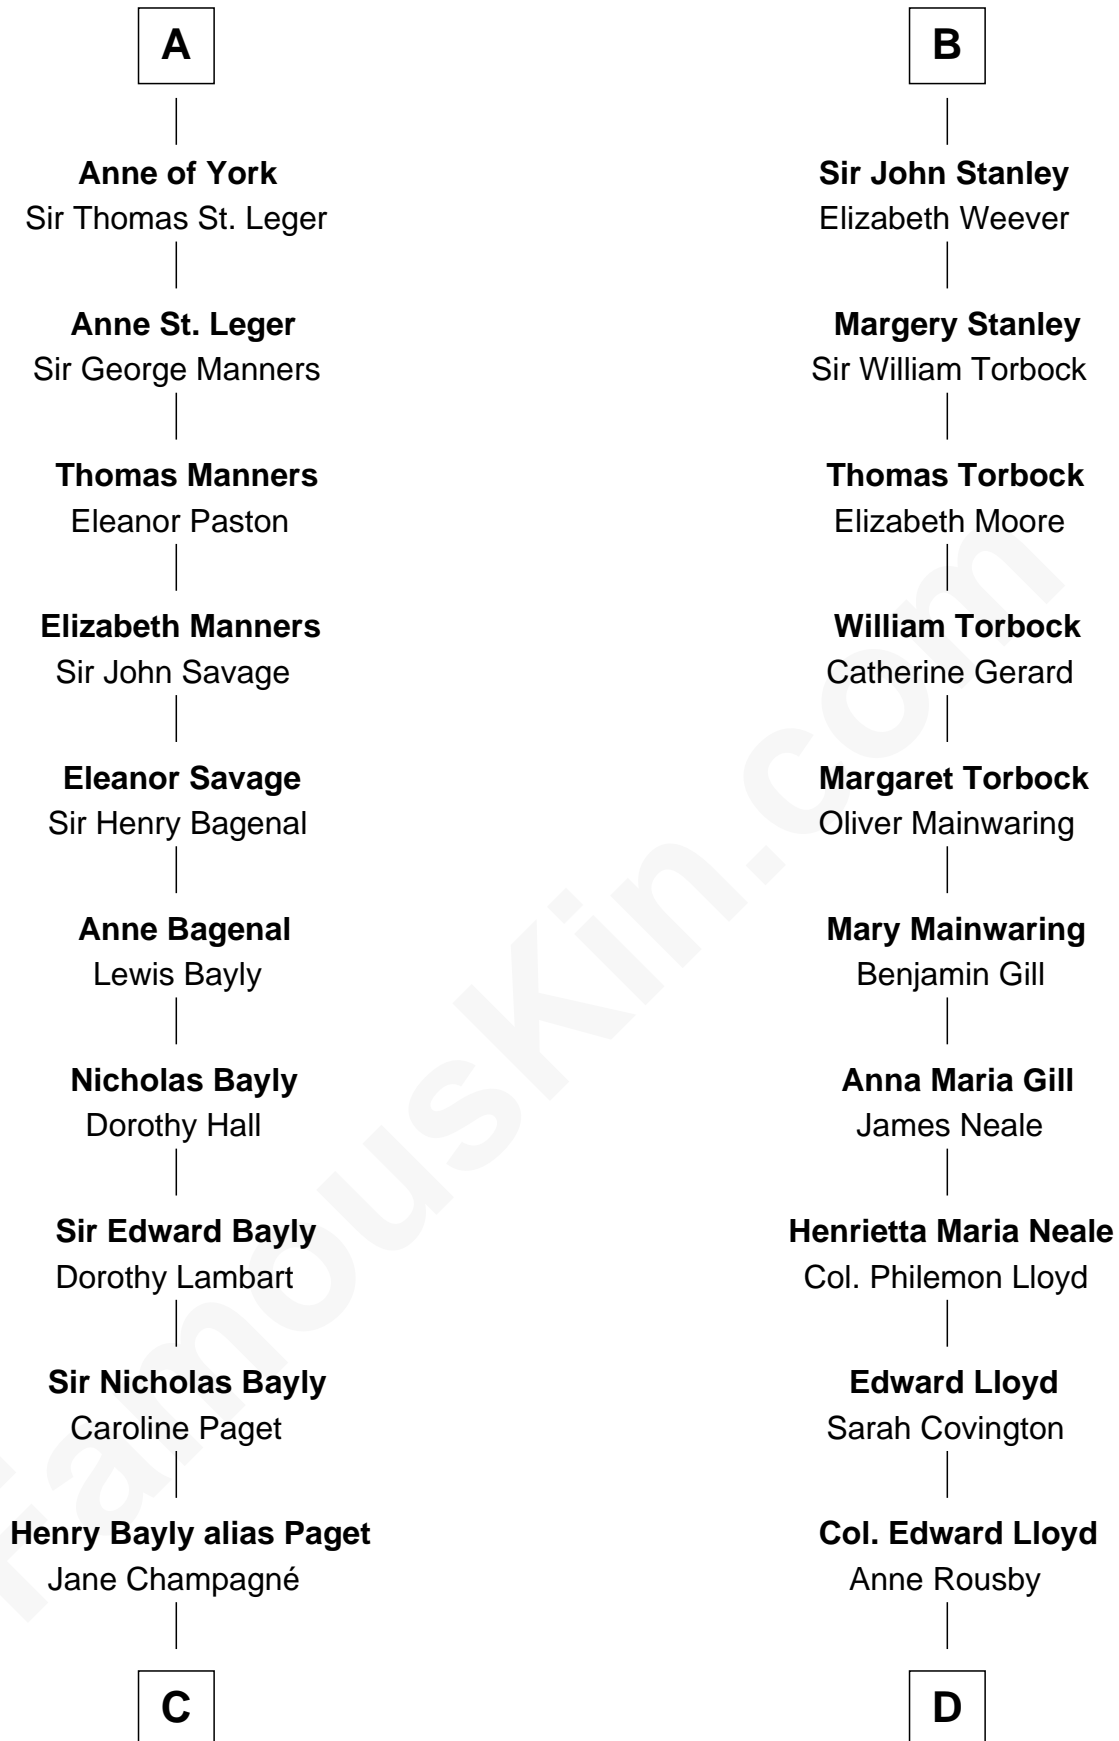 A
Anne of York
Sir Thomas St. Leger
Anne St. Leger
Sir George Manners
Thomas Manners
Eleanor Paston
Elizabeth Manners
Sir John Savage
Eleanor Savage
Sir Henry Bagenal
Anne Bagenal
Lewis Bayly
Nicholas Bayly
Dorothy Hall
Sir Edward Bayly
Dorothy Lambart
Sir Nicholas Bayly
Caroline Paget
Henry Bayly alias Paget
Jane Champagné
C
B
Sir John Stanley
Elizabeth Weever
Margery Stanley
Sir William Torbock
Thomas Torbock
Elizabeth Moore
William Torbock
Catherine Gerard
Margaret Torbock
Oliver Mainwaring
Mary Mainwaring
Benjamin Gill
Anna Maria Gill
James Neale
Henrietta Maria Neale
Col. Philemon Lloyd
Edward Lloyd
Sarah Covington
Col. Edward Lloyd
Anne Rousby
D
FamousKin.com